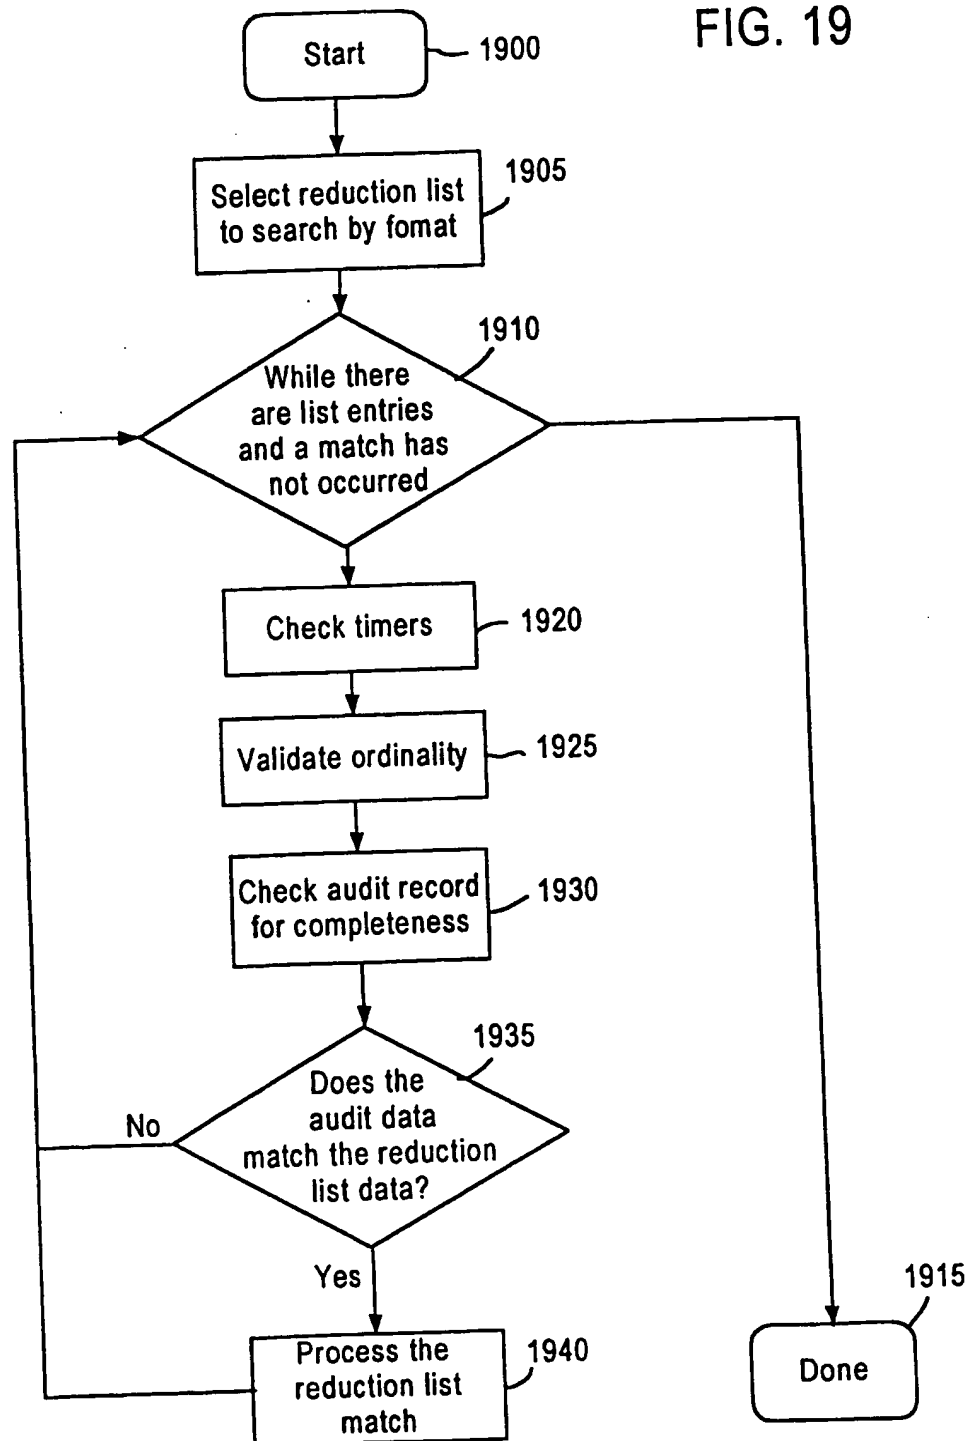 FIG. 19
Start
1900
Select reduction list
to search by fomat
1905
While there
are list entries
and a match has
not occurred
1910
Check timers
1920
Validate ordinality
1925
Check audit record
for completeness
1930
Does the
audit data
match the reduction
list data?
1935
No
Yes
Process the
reduction list
match
1940
Done
1915